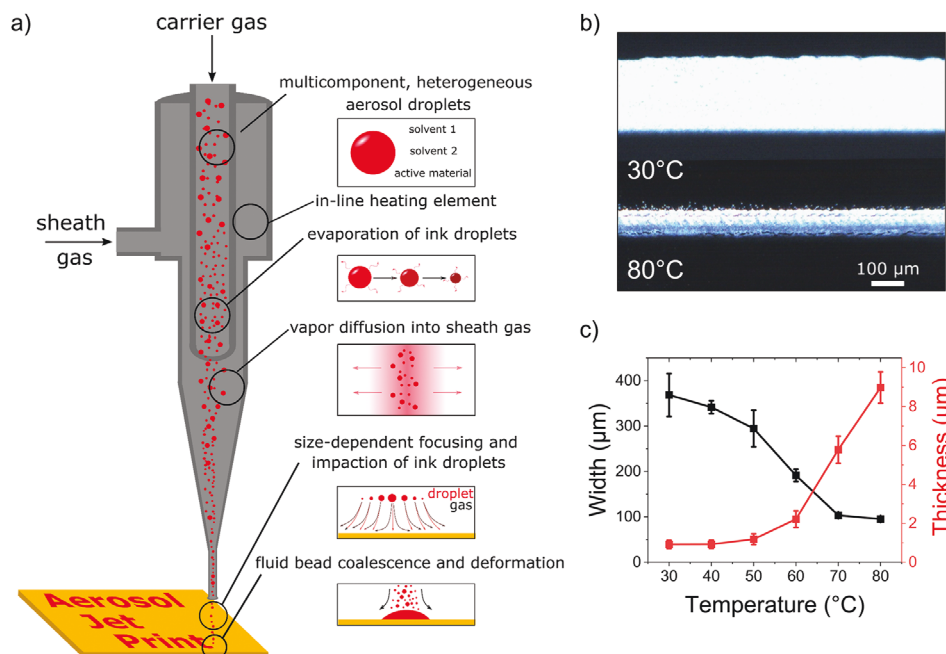 a)
carrier gas
multicomponent, heterogeneous
aerosol droplets
solvent 1
solvent 2
active material
in-line heating element
sheath
gas
evaporation of ink droplets
vapor diffusion into sheath gas
size-dependent focusing and
impaction of ink droplets
droplet
gas
fluid bead coalescence and deformation
Aerosol
Jet
Print
b)
30°C
80°C
100 µm
c)
400
300
200
100
0
Width (µm)
10
8
6
4
2
0
Thickness (µm)
30 40 50 60 70 80
Temperature (°C)